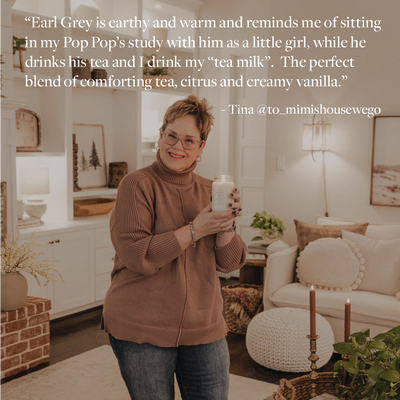 “Earl Grey is earthy and warm and reminds me of sitting
in my Pop Pop’s study with him as a little girl, while he
drinks his tea and I drink my “tea milk”. The perfect
blend of comforting tea, citrus and creamy vanilla.”
- Tina @to_mimishousewego